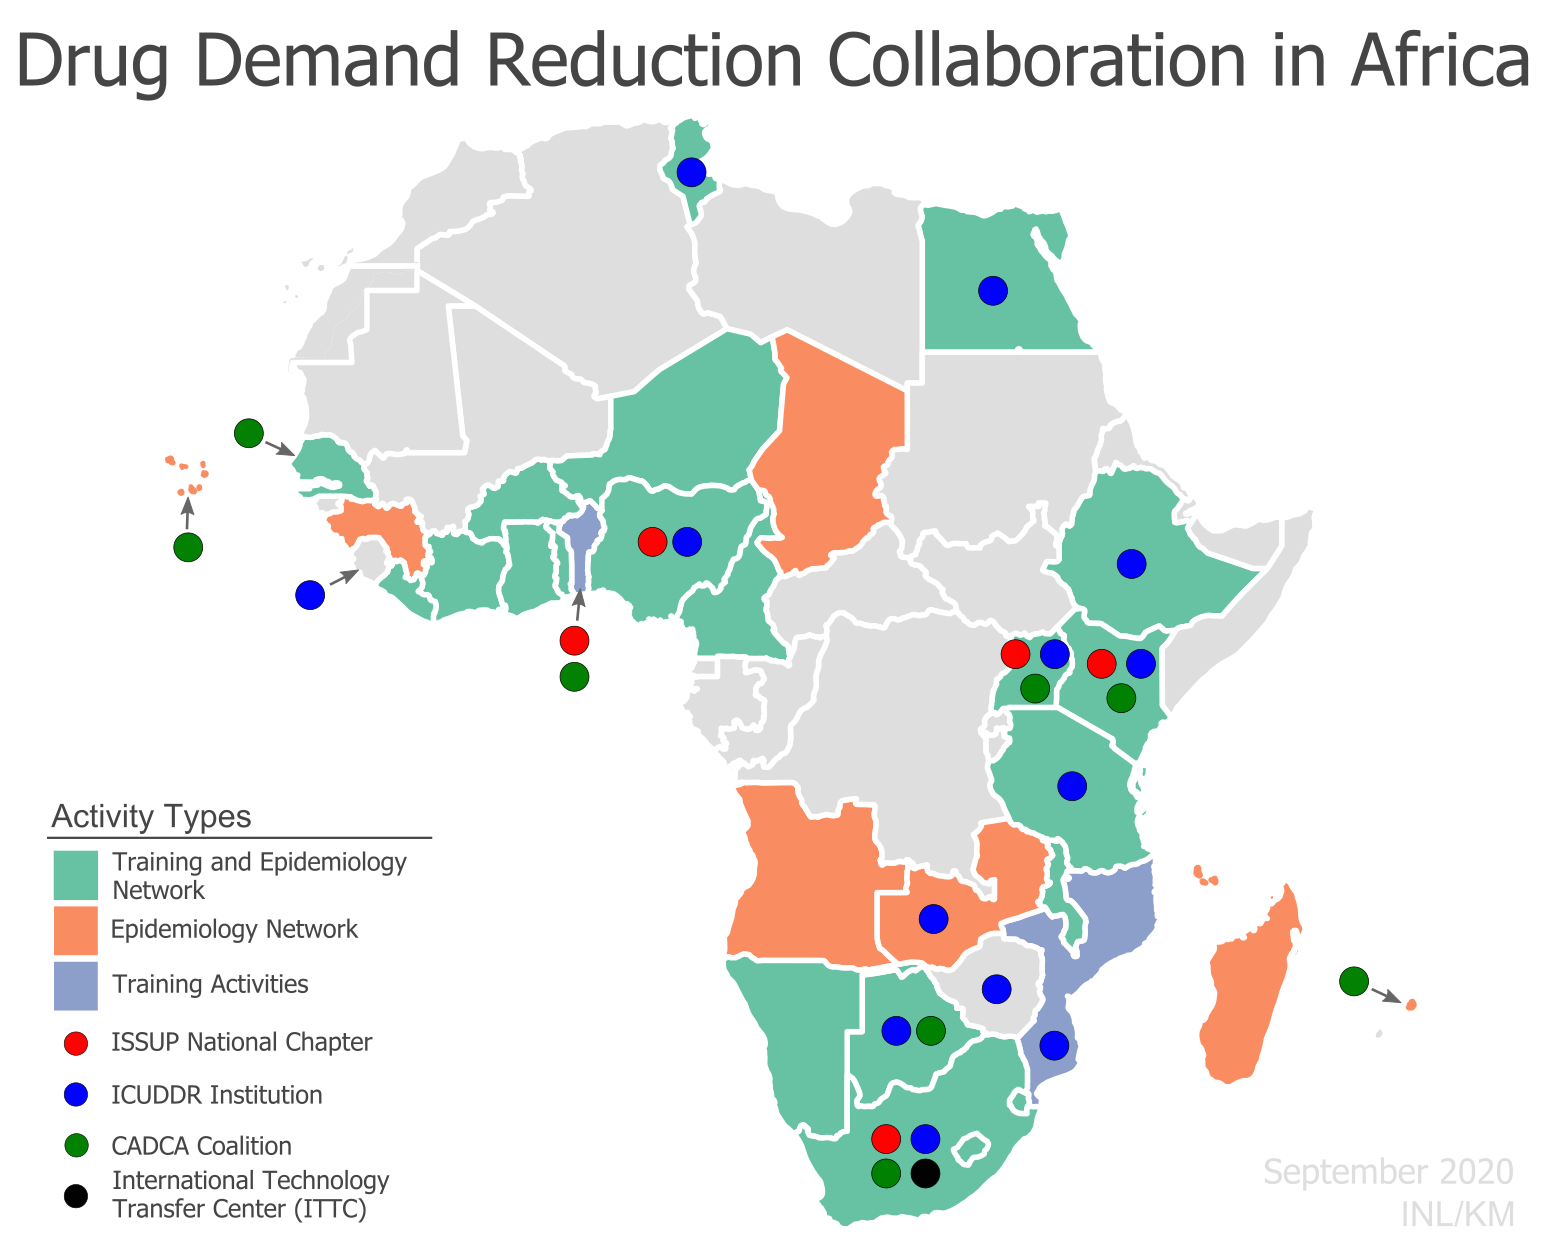 Drug Demand Reduction Collaboration in Africa
Activity Types
Training and Epidemiology
Network
Epidemiology Network
Training Activities
ISSUP National Chapter
ICUDDR Institution
CADCA Coalition
International Technology
Transfer Center (ITTC)
September 2020
INL/KM